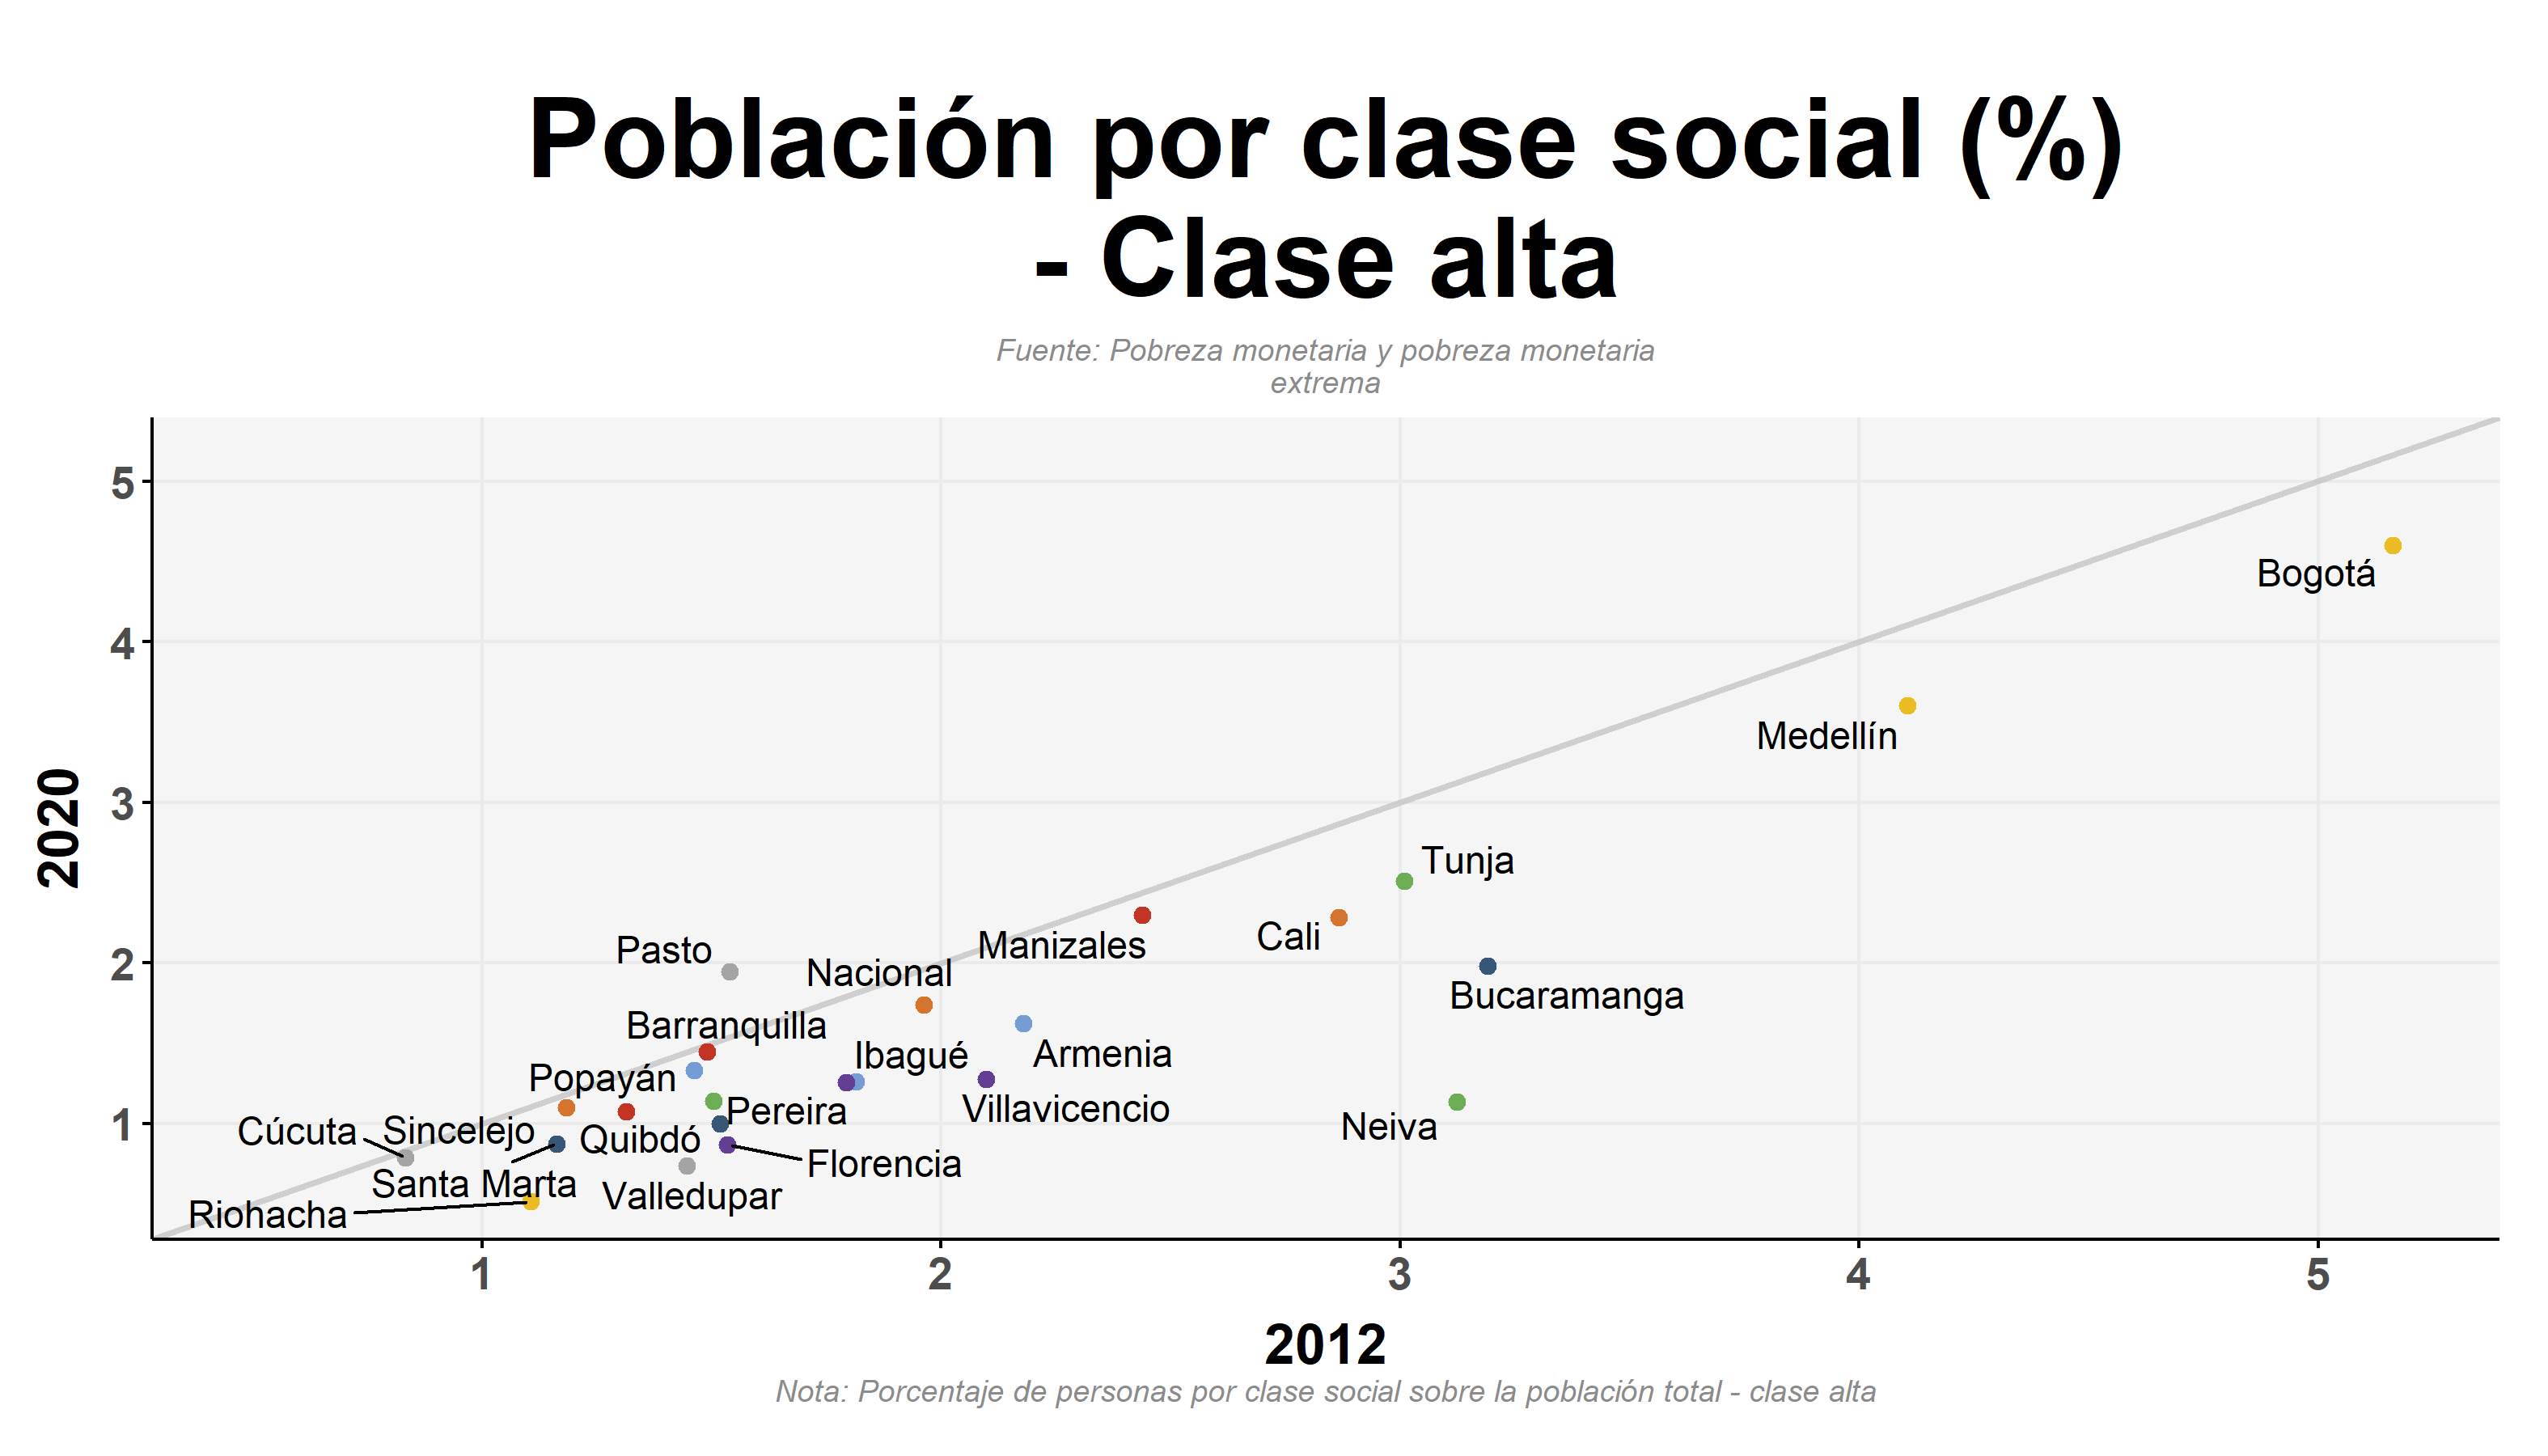 Población por clase social (%)
- Clase alta
Fuente: Pobreza monetaria y pobreza monetaria
extrema
2020
5
4
3
2
1
Bogotá
Medellín
Tunja
Cali
Manizales
Pasto
Nacional
Bucaramanga
Barranquilla
Ibagué
Armenia
Popayán
Pereira
Villavicencio
Neiva
Cúcuta
Sincelejo
Quibdó
Florencia
Santa Marta
Valledupar
Riohacha
1
2
3
4
5
2012
Nota: Porcentaje de personas por clase social sobre la población total - clase alta